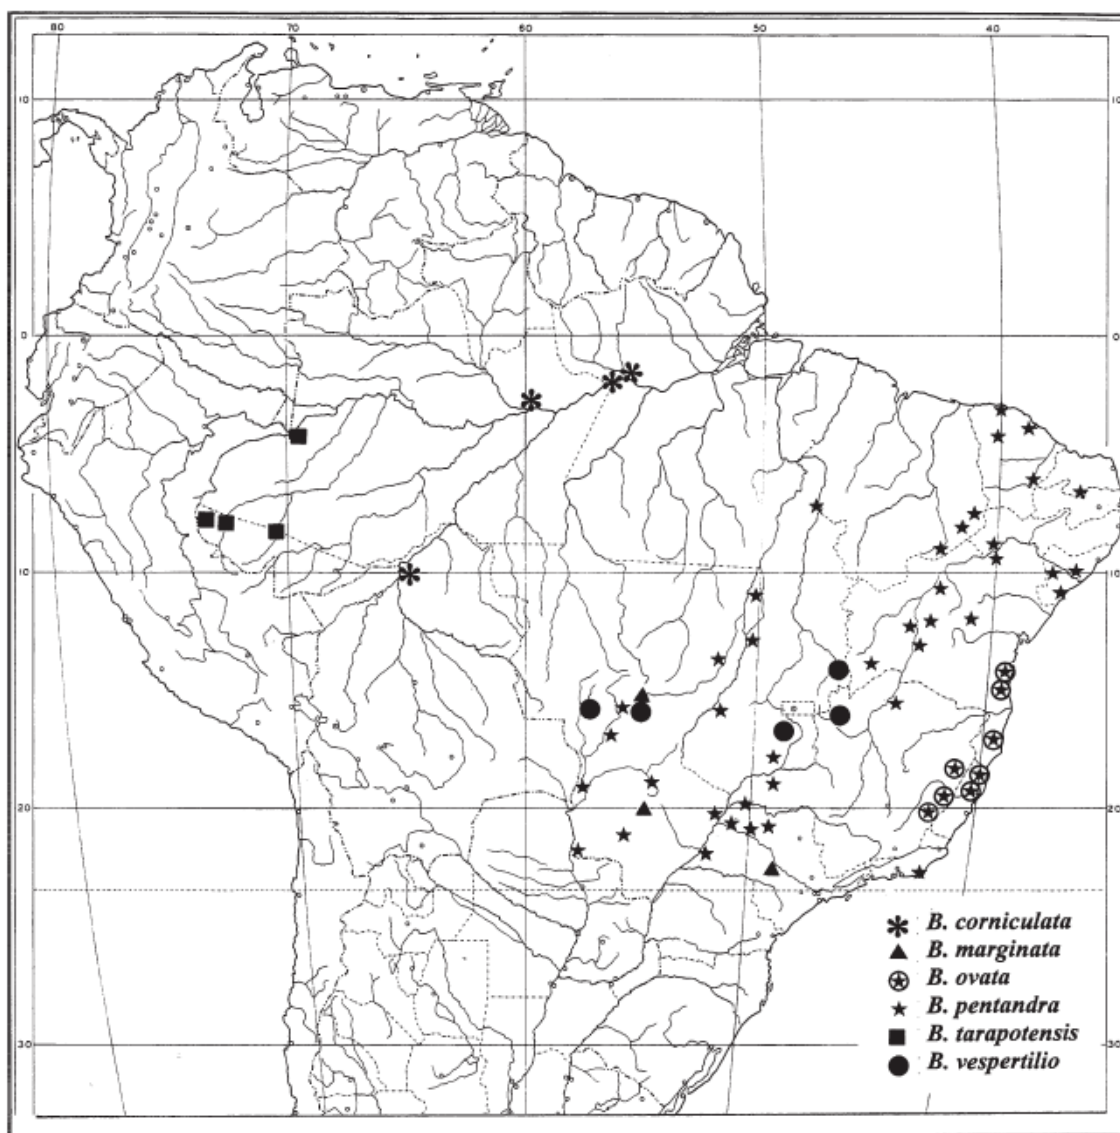 80 70 60 50 40
10 10
0 0
10 10
20 20
30 30
B. corniculata
B. marginata
B. ovata
B. pentandra
B. tarapotensis
B. vespertilio